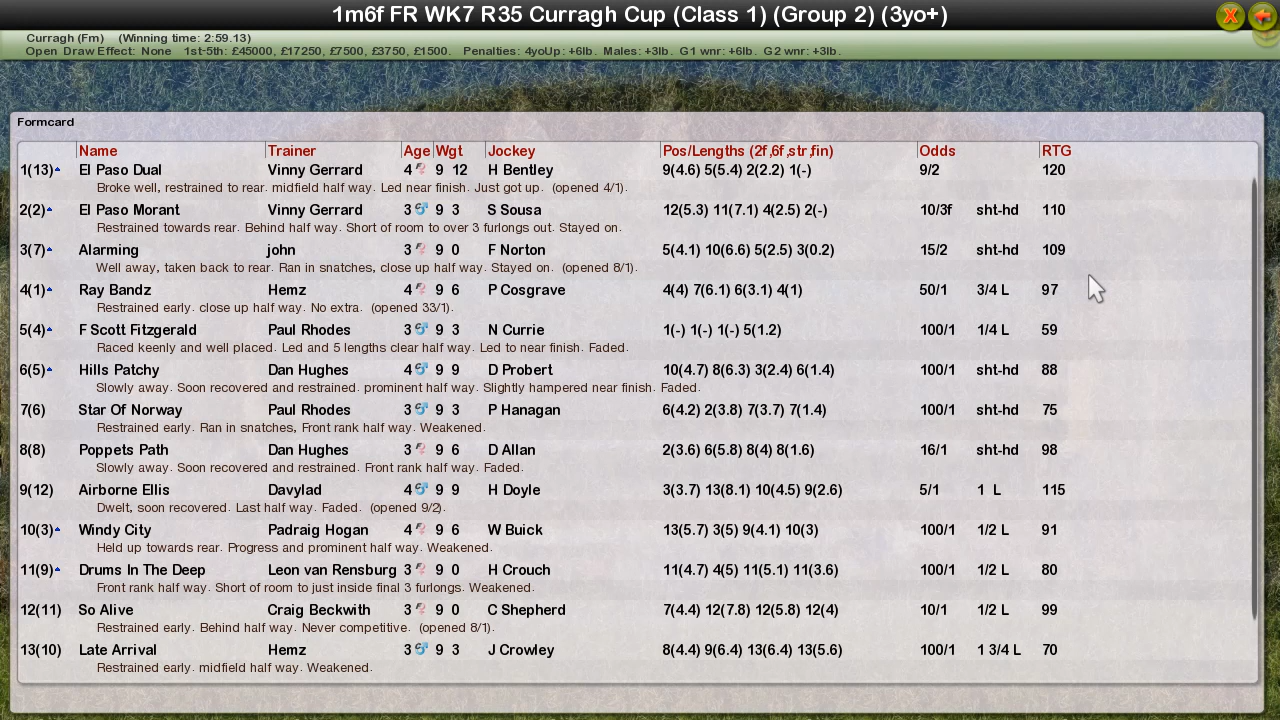 1m6f FR WK7 R35 Curragh Cup (Class 1) (Group 2) (3yo+)
Curragh (Fm) (Winning time: 2:59.13)
Open Draw Effect: None 1st-5th: £45000, £17250, £7500, £3750, £1500. Penalties: 4yoUp: +6lb. Males: +3lb. G1 wnr: +6lb. G2 wnr: +3lb.
Formcard
Name Trainer Age Wgt Jockey Pos/Lengths (2f,6f,str,fin) Odds RTG
1(13) El Paso Dual Vinny Gerrard 4 9 12 H Bentley 9(4.6) 5(5.4) 2(2.2) 1(-) 9/2 120
Broke well, restrained to rear. midfield half way. Led near finish. Just got up. (opened 4/1).
2(2) El Paso Morant Vinny Gerrard 3 9 3 S Sousa 12(5.3) 11(7.1) 4(2.5) 2(-) 10/3f sht-hd 110
Restrained towards rear. Behind half way. Short of room to over 3 furlongs out. Stayed on.
3(7) Alarming john 3 9 0 F Norton 5(4.1) 10(6.6) 5(2.5) 3(0.2) 15/2 sht-hd 109
Well away, taken back to rear. Ran in snatches, close up half way. Stayed on. (opened 8/1).
4(1) Ray Bandz Hemz 4 9 6 P Cosgrave 4(4) 7(6.1) 6(3.1) 4(1) 50/1 3/4 L 97
Restrained early. close up half way. No extra. (opened 33/1).
5(4) F Scott Fitzgerald Paul Rhodes 3 9 3 N Currie 1(-) 1(-) 1(-) 5(1.2) 100/1 1/4 L 59
Raced keenly and well placed. Led and 5 lengths clear half way. Led to near finish. Faded.
6(5) Hills Patchy Dan Hughes 4 9 9 D Probert 10(4.7) 8(6.3) 3(2.4) 6(1.4) 100/1 sht-hd 88
Slowly away. Soon recovered and restrained. prominent half way. Slightly hampered near finish. Faded.
7(6) Star Of Norway Paul Rhodes 3 9 3 P Hanagan 6(4.2) 2(3.8) 7(3.7) 7(1.4) 100/1 sht-hd 75
Restrained early. Ran in snatches, Front rank half way. Weakened.
8(8) Poppets Path Dan Hughes 3 9 6 D Allan 2(3.6) 6(5.8) 8(4) 8(1.6) 16/1 sht-hd 98
Slowly away. Soon recovered and restrained. Front rank half way. Faded.
9(12) Airborne Ellis Davylad 4 9 9 H Doyle 3(3.7) 13(8.1) 10(4.5) 9(2.6) 5/1 1 L 115
Dwelt, soon recovered. Last half way. Faded. (opened 9/2).
10(3) Windy City Padraig Hogan 4 9 6 W Buick 13(5.7) 3(5) 9(4.1) 10(3) 100/1 1/2 L 91
Held up towards rear. Progress and prominent half way. Weakened.
11(9) Drums In The Deep Leon van Rensburg 3 9 0 H Crouch 11(4.7) 4(5) 11(5.1) 11(3.6) 100/1 1/2 L 80
Front rank half way. Short of room to just inside final 3 furlongs. Weakened.
12(11) So Alive Craig Beckwith 3 9 0 C Shepherd 7(4.4) 12(7.8) 12(5.8) 12(4) 10/1 1/2 L 99
Restrained early. Behind half way. Never competitive. (opened 8/1).
13(10) Late Arrival Hemz 3 9 3 J Crowley 8(4.4) 9(6.4) 13(6.4) 13(5.6) 100/1 1 3/4 L 70
Restrained early. midfield half way. Weakened.